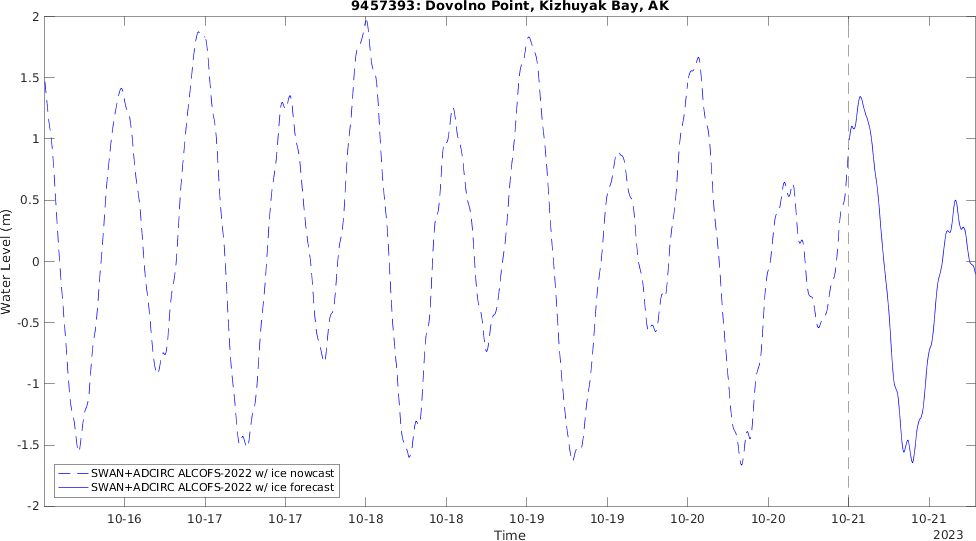 9457393: Dovolno Point, Kizhuyak Bay, AK
2
1.5
1
0.5
0
-0.5
-1
-1.5
-2
Water Level (m)
SWAN+ADCIRC ALCOFS-2022 w/ ice nowcast
SWAN+ADCIRC ALCOFS-2022 w/ ice forecast
10-16 10-17 10-17 10-18 10-18 10-19 10-19 10-20 10-20 10-21 10-21
Time
2023